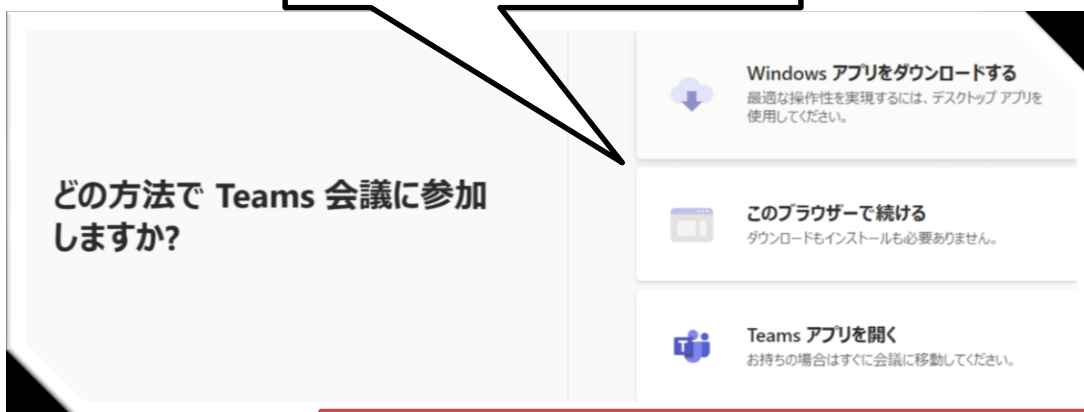 どの方法で Teams 会議に参加
しますか?
Windows アプリをダウンロードする
最適な操作性を実現するには、デスクトップ アプリを
使用してください。
このブラウザーで続ける
ダウンロードもインストールも必要ありません。
Teams アプリを開く
お持ちの場合はすぐに会議に移動してください。